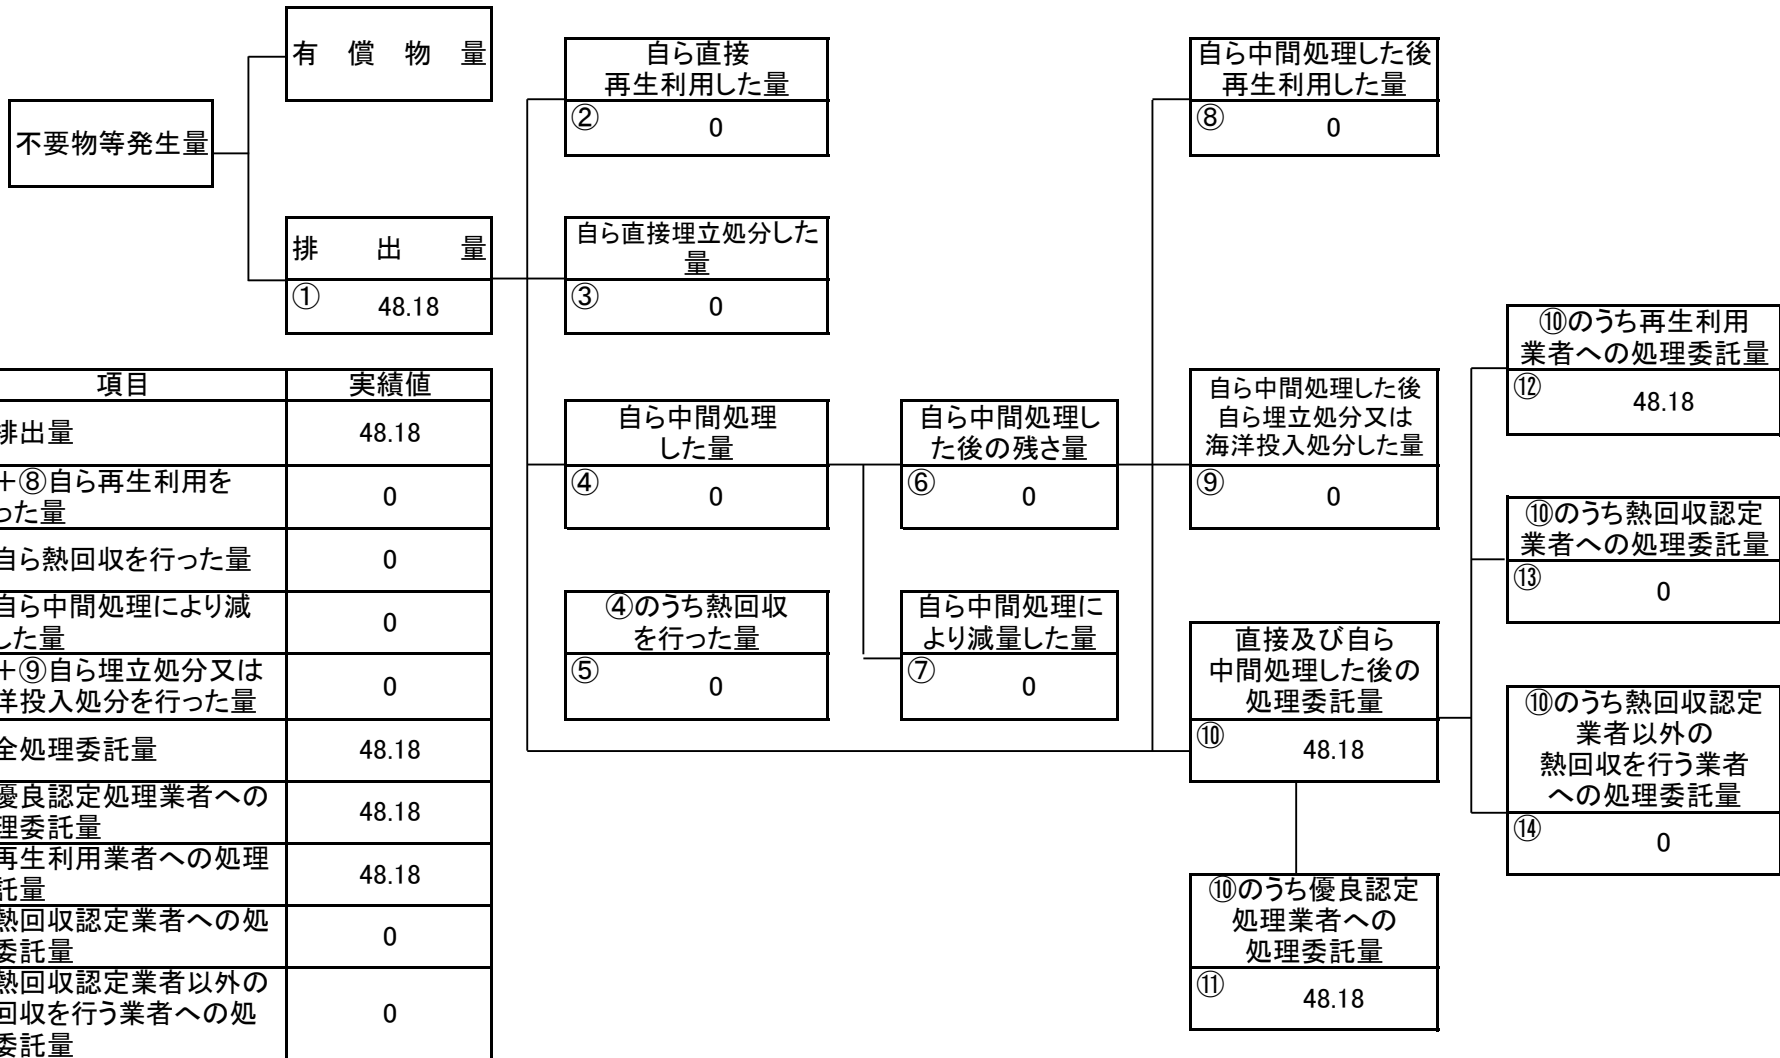 有　償　物　量
不要物等発生量
排　出　量
① 48.18
自ら直接
再生利用した量
② 0
自ら直接埋立処分した
量
③ 0
自ら中間処理
した量
④ 0
④のうち熱回収
を行った量
⑤ 0
自ら中間処理し
た後の残さ量
⑥ 0
自ら中間処理に
より減量した量
⑦ 0
自ら中間処理した後
再生利用した量
⑧ 0
自ら中間処理した後
自ら埋立処分又は
海洋投入処分した量
⑨ 0
直接及び自ら
中間処理した後の
処理委託量
⑩ 48.18
⑩のうち優良認定
処理業者への
処理委託量
⑪ 48.18
⑩のうち再生利用
業者への処理委託量
⑫ 48.18
⑩のうち熱回収認定
業者への処理委託量
⑬ 0
⑩のうち熱回収認定
業者以外の
熱回収を行う業者
への処理委託量
⑭ 0
項目 実績値
排出量 48.18
＋⑧自ら再生利用を
った量 0
自ら熱回収を行った量 0
自ら中間処理により減
した量 0
＋⑨自ら埋立処分又は
洋投入処分を行った量 0
全処理委託量 48.18
優良認定処理業者への
理委託量 48.18
再生利用業者への処理
託量 48.18
熱回収認定業者への処
委託量 0
熱回収認定業者以外の
回収を行う業者への処
委託量 0